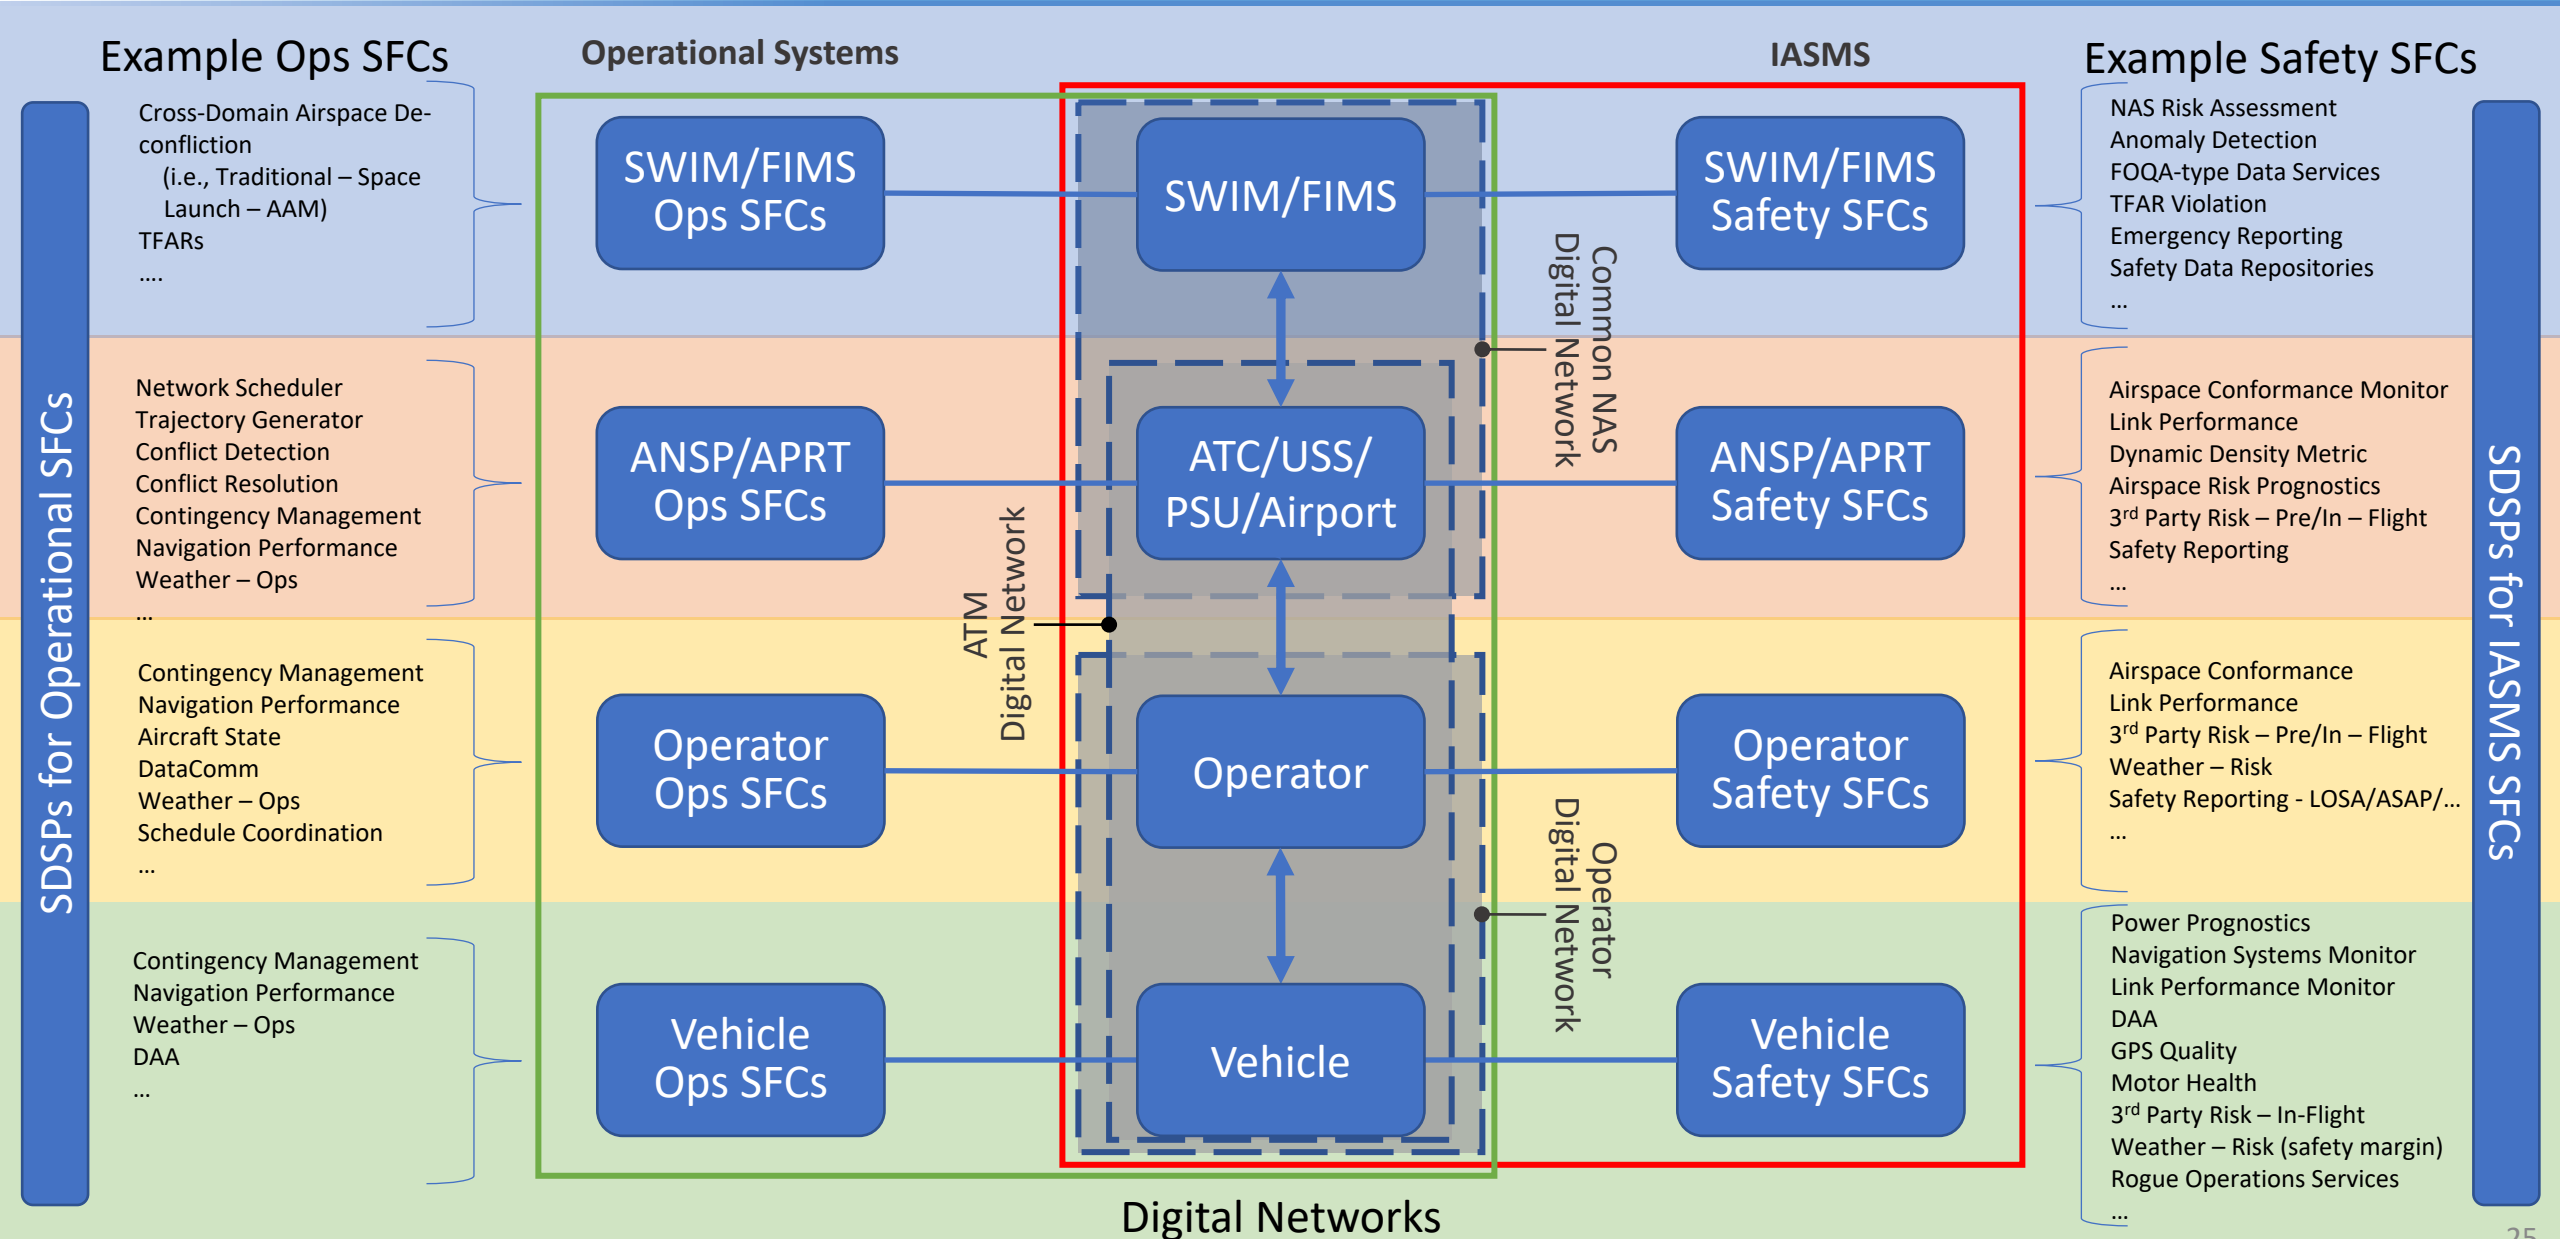 Example Ops SFCs
Operational Systems
IASMS
Example Safety SFCs
SDSPs for Operational SFCs
Cross-Domain Airspace De-
confliction
(i.e., Traditional – Space
Launch – AAM)
TFARs
....
SWIM/FIMS
Ops SFCs
SWIM/FIMS
SWIM/FIMS
Safety SFCs
NAS Risk Assessment
Anomaly Detection
FOQA-type Data Services
TFAR Violation
Emergency Reporting
Safety Data Repositories
...
SDSPs for IASMS SFCs
Common NAS
Digital Network
Network Scheduler
Trajectory Generator
Conflict Detection
Conflict Resolution
Contingency Management
Navigation Performance
Weather – Ops
...
ANSP/APRT
Ops SFCs
ATC/USS/
PSU/Airport
ANSP/APRT
Safety SFCs
Airspace Conformance Monitor
Link Performance
Dynamic Density Metric
Airspace Risk Prognostics
3rd Party Risk – Pre/In – Flight
Safety Reporting
...
ATM
Digital Network
Contingency Management
Navigation Performance
Aircraft State
DataComm
Weather – Ops
Schedule Coordination
...
Operator
Ops SFCs
Operator
Operator
Safety SFCs
Airspace Conformance
Link Performance
3rd Party Risk – Pre/In – Flight
Weather – Risk
Safety Reporting - LOSA/ASAP/...
...
Operator
Digital Network
Contingency Management
Navigation Performance
Weather – Ops
DAA
...
Vehicle
Ops SFCs
Vehicle
Vehicle
Safety SFCs
Power Prognostics
Navigation Systems Monitor
Link Performance Monitor
DAA
GPS Quality
Motor Health
3rd Party Risk – In-Flight
Weather – Risk (safety margin)
Rogue Operations Services
...
Digital Networks
25